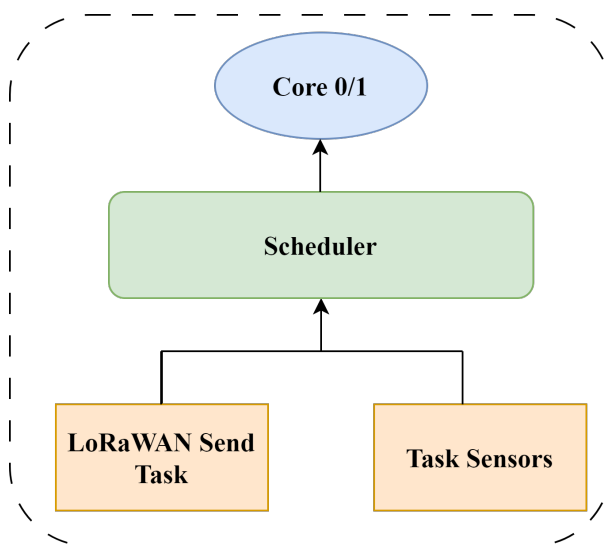 Core 0/1
Scheduler
LoRaWAN Send
Task
Task Sensors